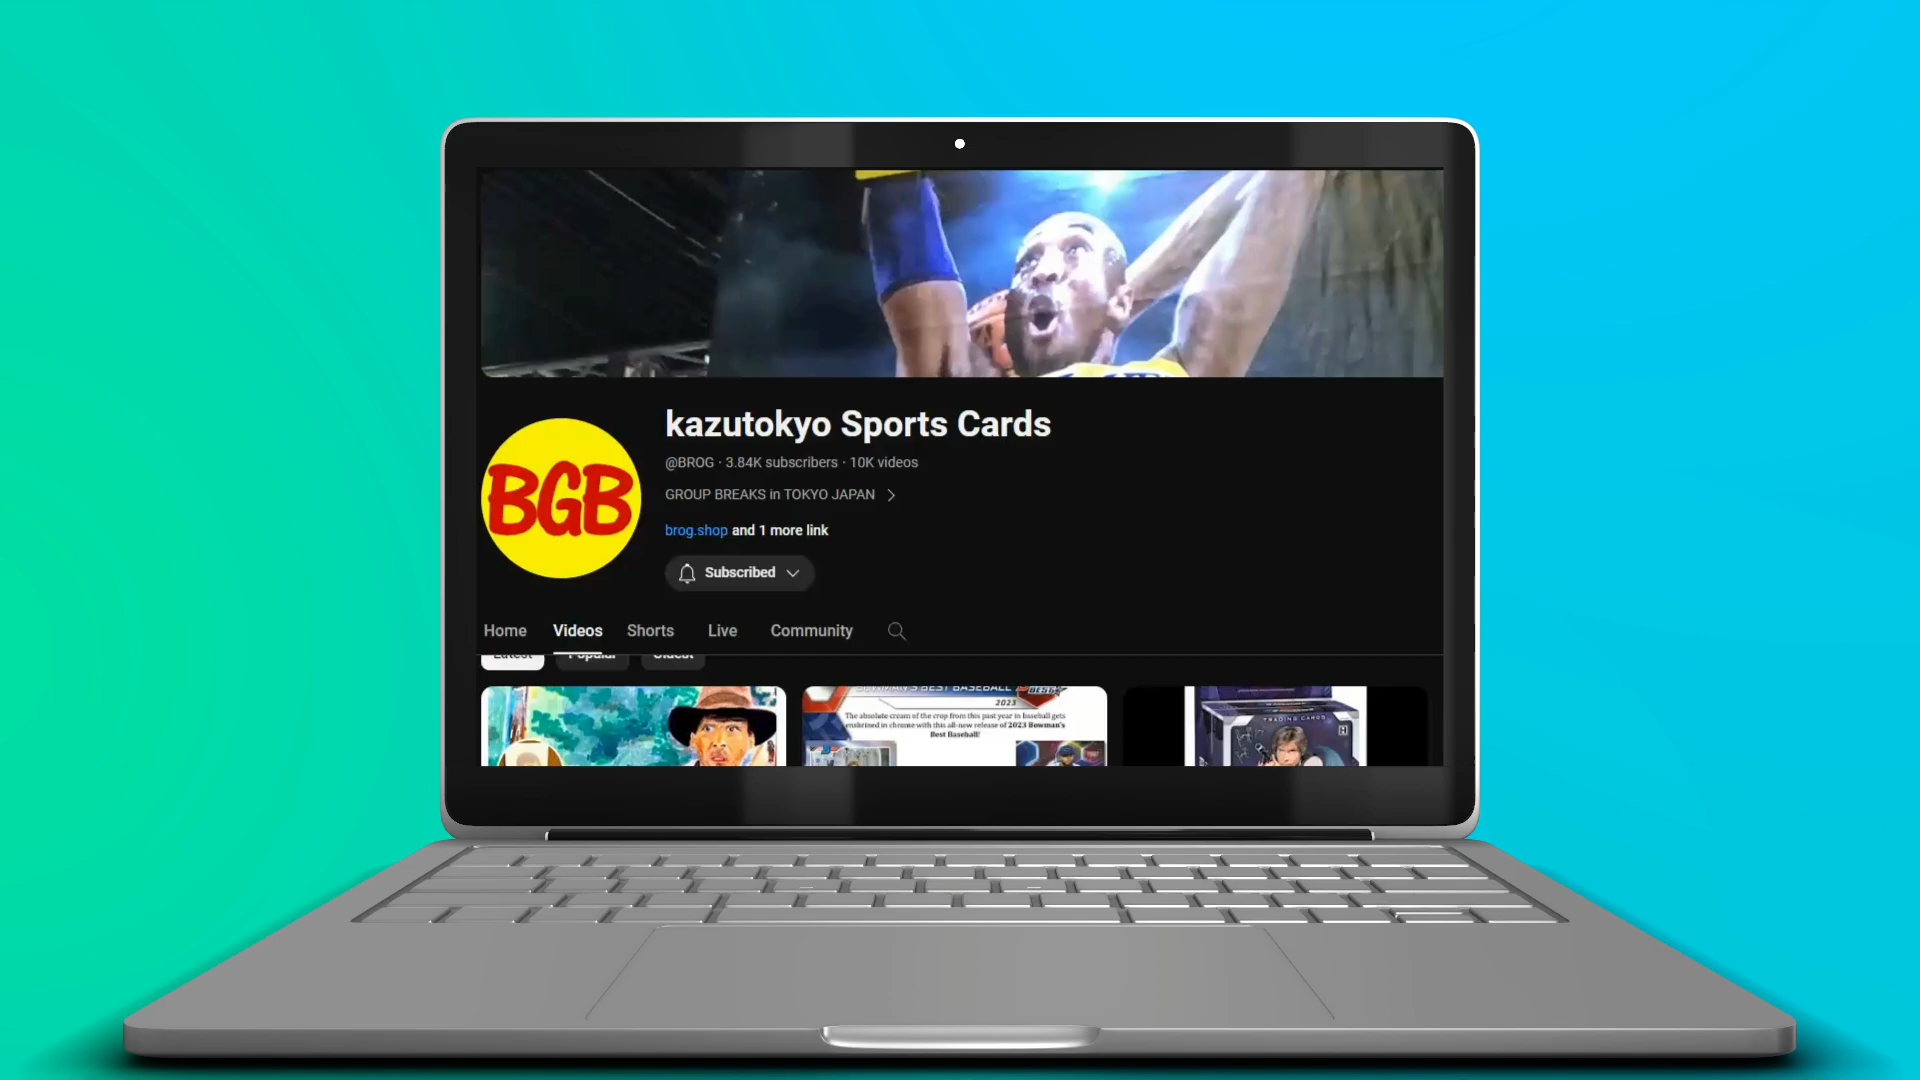 kazutokyo Sports Cards
@BROG · 3.84K subscribers · 10K videos
GROUP BREAKS in TOKYO JAPAN
brog.shop and 1 more link
BGB
Subscribed
Home Videos Shorts Live Community
Latest Popular Oldest
BOWMAN'S BEST BASEBALL
BEST
2023
The absolute cream of the crop from this past year in baseball gets
enshrined in chrome with this all-new release of 2023 Bowman's
Best Baseball!
TRADING CARDS
H